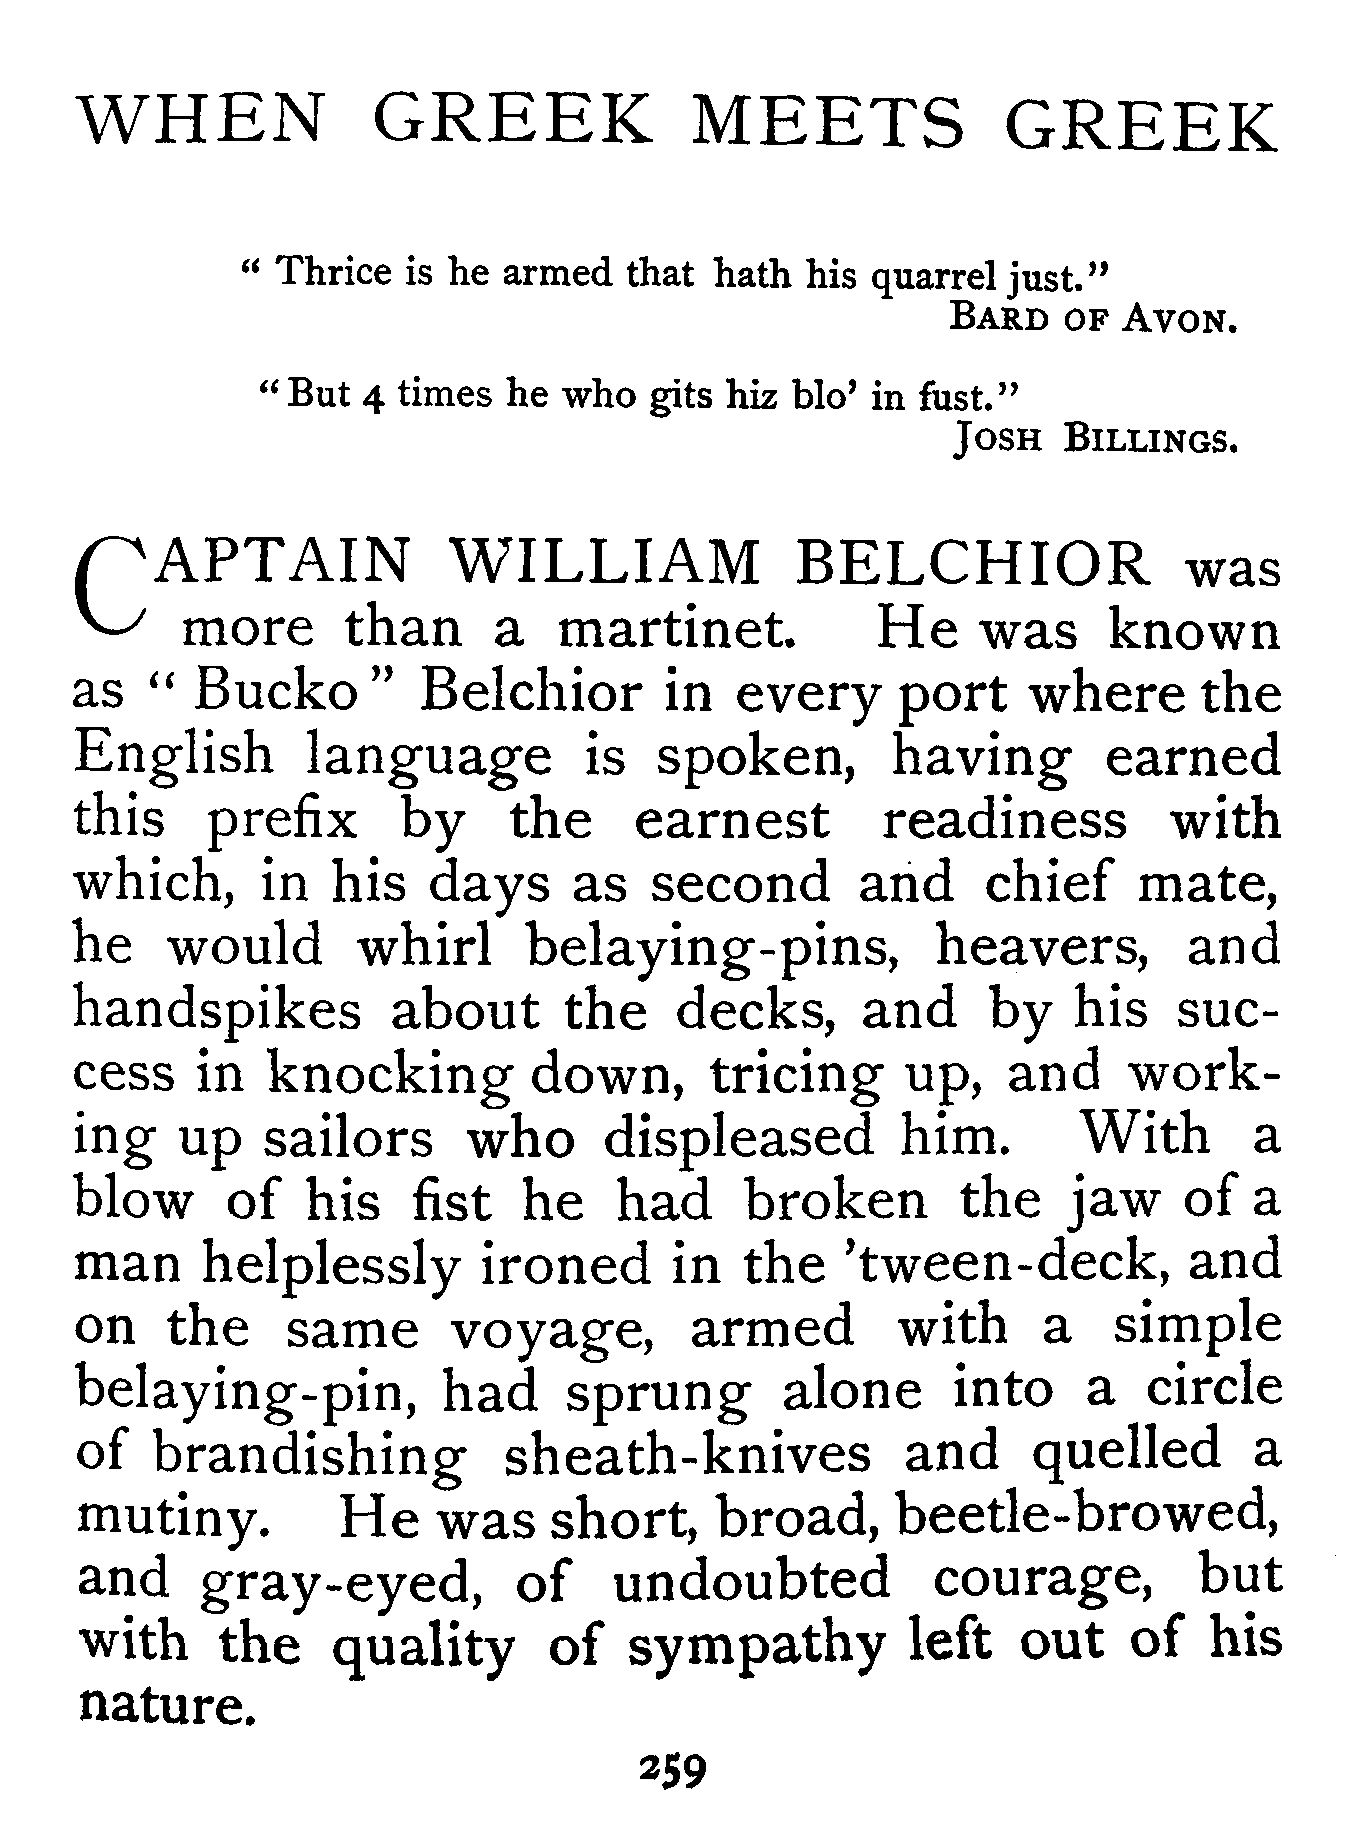 WHEN GREEK MEETS GREEK
“ Thrice is he armed that hath his quarrel just.”
BARD OF AVON.
“But 4 times he who gits hiz blo’ in fust.”
JOSH BILLINGS.
CAPTAIN WILLIAM BELCHIOR was
more than a martinet. He was known
as “ Bucko ” Belchior in every port where the
English language is spoken, having earned
this prefix by the earnest readiness with
which, in his days as second and chief mate,
he would whirl belaying-pins, heavers, and
handspikes about the decks, and by his suc-
cess in knocking down, tricing up, and work-
ing up sailors who displeased him. With a
blow of his fist he had broken the jaw of a
man helplessly ironed in the ’tween-deck, and
on the same voyage, armed with a simple
belaying-pin, had sprung alone into a circle
of brandishing sheath-knives and quelled a
mutiny. He was short, broad, beetle-browed,
and gray-eyed, of undoubted courage, but
with the quality of sympathy left out of his
nature.
259